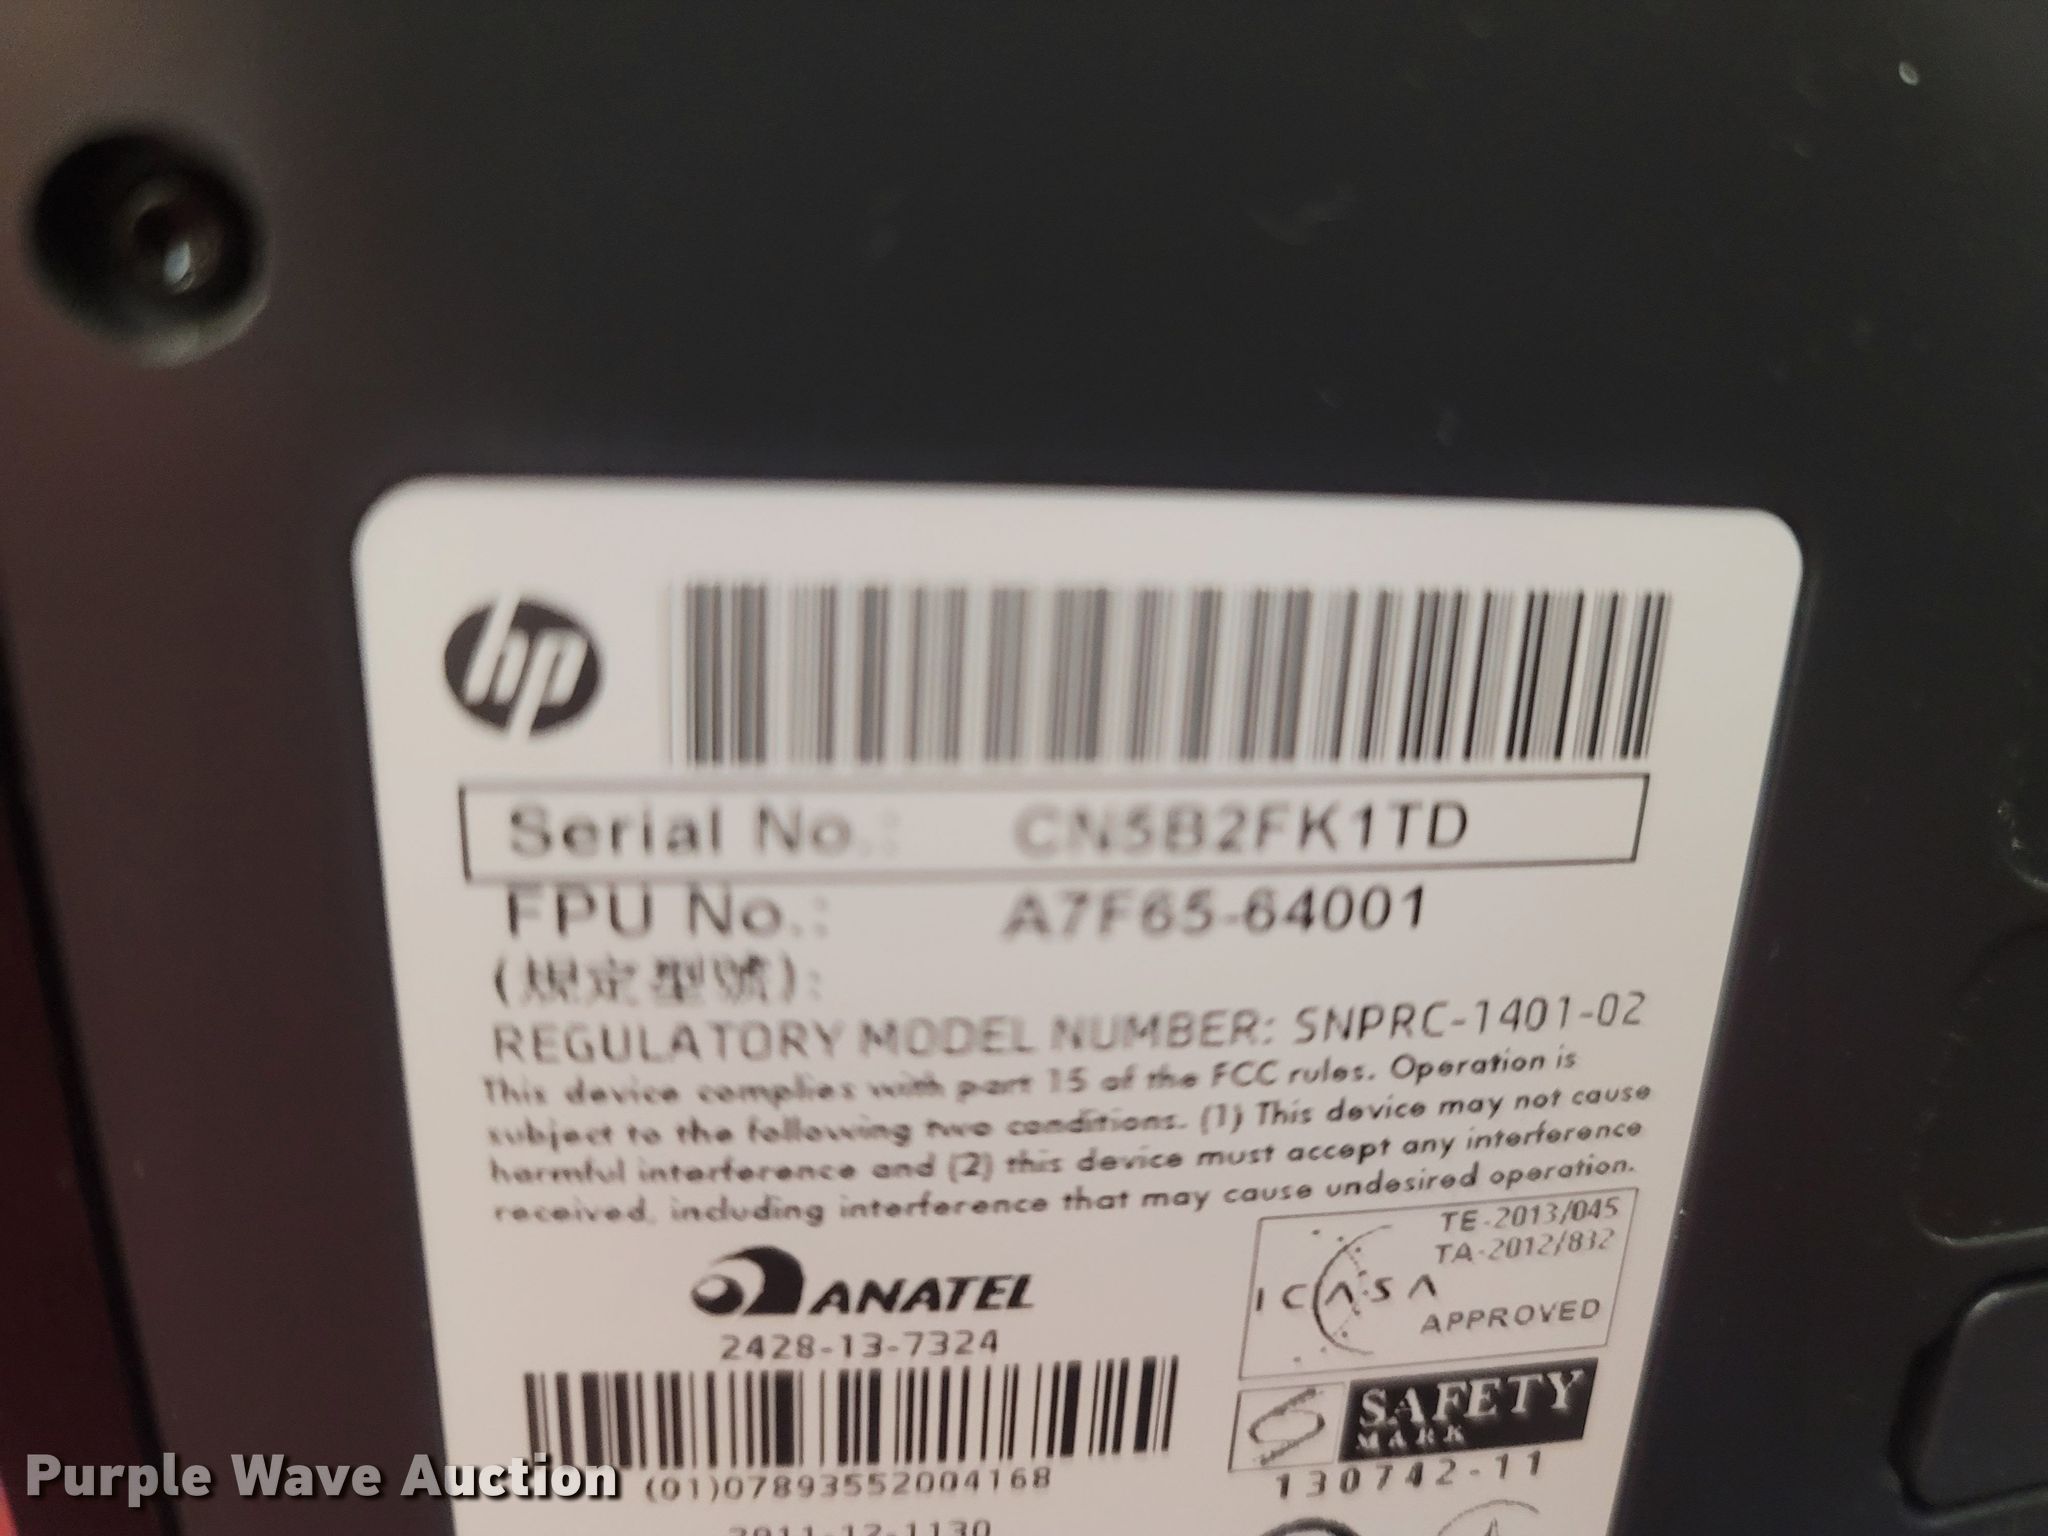 hp
Serial No.: CN5B2FK1TD
FPU No.: A7F65-64001
(規定型號):
REGULATORY MODEL NUMBER: SNPRC-1401-02
This device complies with part 15 of the FCC rules. Operation is
subject to the following two conditions. (1) This device may not cause
harmful interference and (2) this device must accept any interference
received, including interference that may cause undesired operation.
TE-2013/045
TA-2012/832
ICASA
APPROVED
ANATEL
2428-13-7324
(01)07893552004168
SAFETY
MARK
130742-11
2011-12-1130
Purple Wave Auction